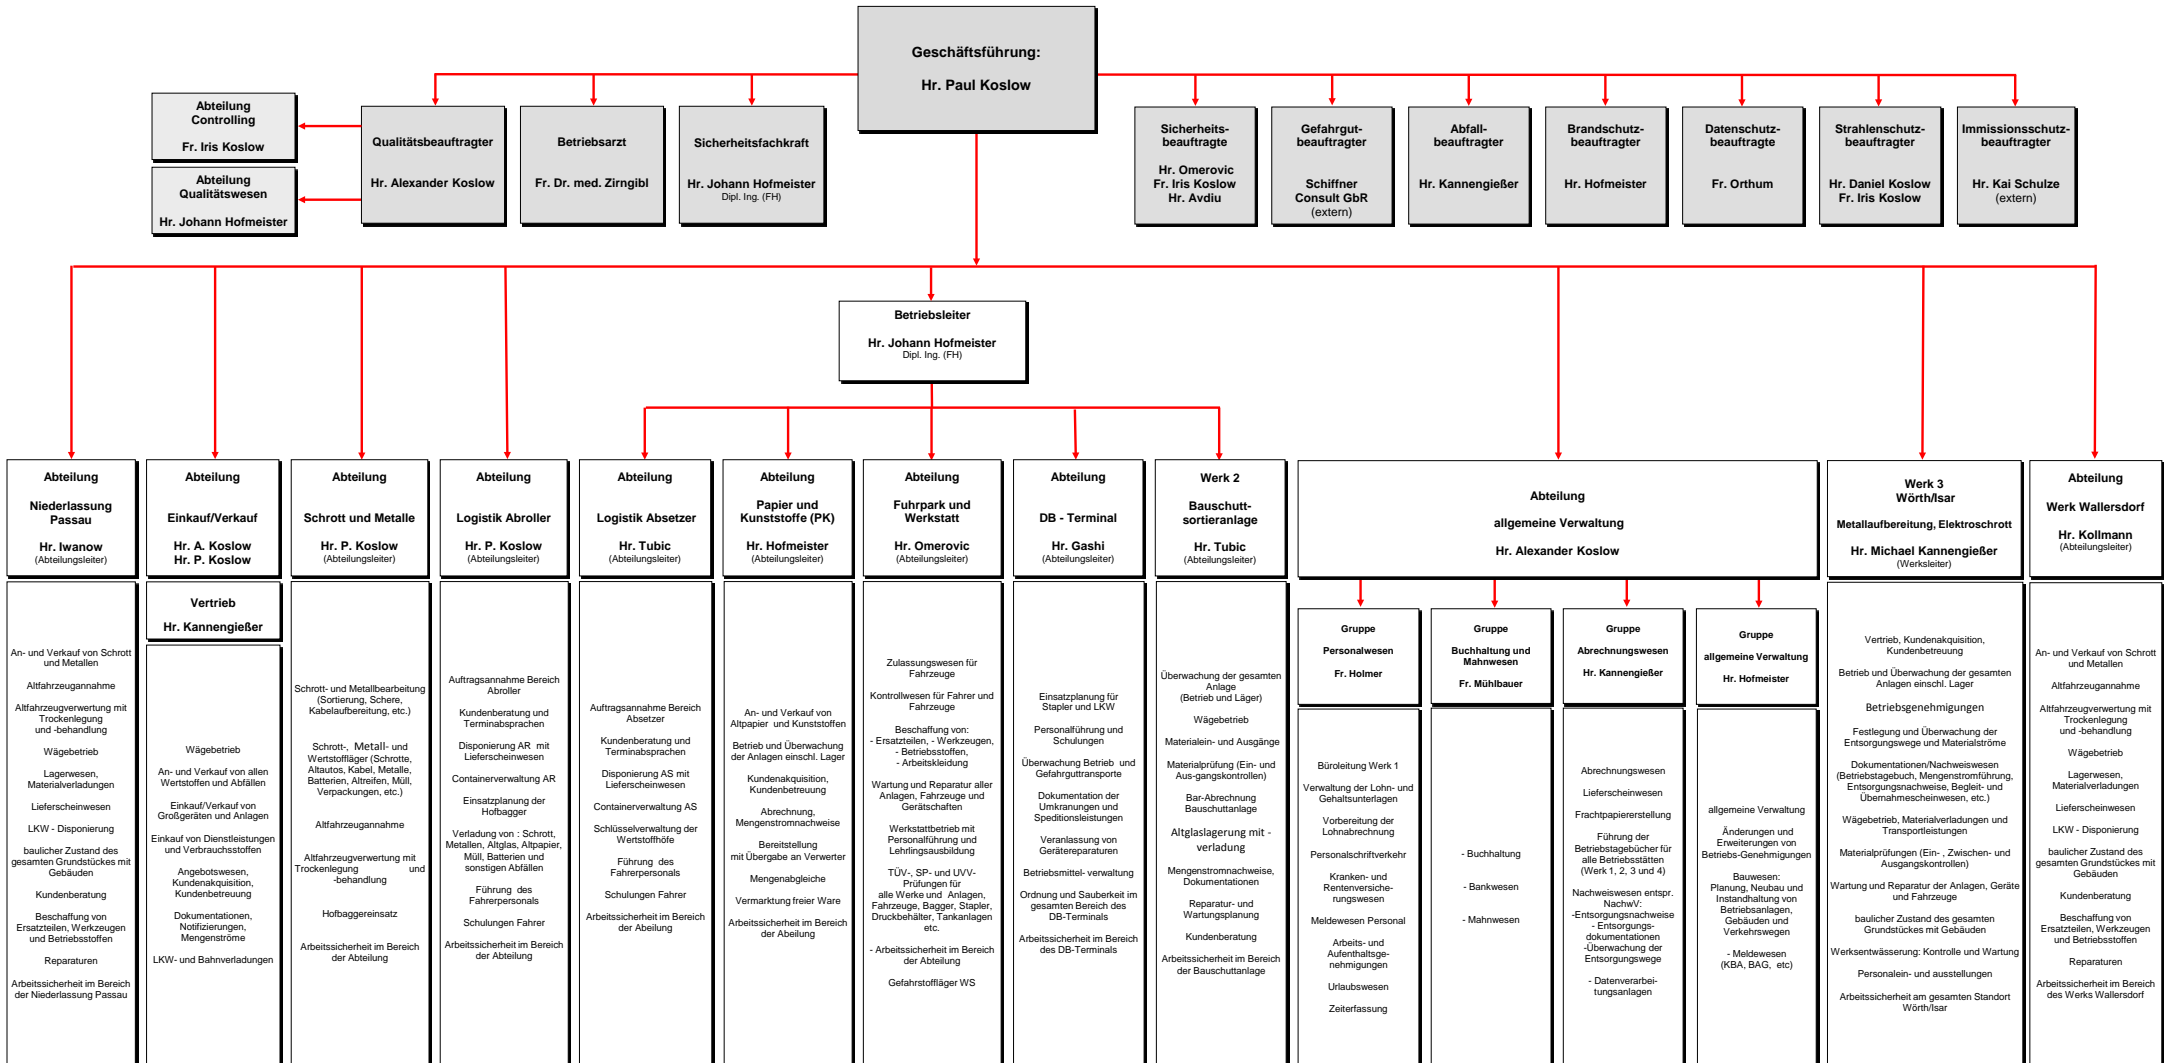 Geschäftsführung:
Hr. Paul Koslow
Abteilung
Controlling
Fr. Iris Koslow
Abteilung
Qualitätswesen
Hr. Johann Hofmeister
Qualitätsbeauftragter
Hr. Alexander Koslow
Betriebsarzt
Fr. Dr. med. Zirngibl
Sicherheitsfachkraft
Hr. Johann Hofmeister
Dipl. Ing. (FH)
Sicherheits-
beauftragte
Hr. Omerovic
Fr. Iris Koslow
Hr. Avdiu
Gefahrgut-
beauftragter
Schiffner
Consult GbR
(extern)
Abfall-
beauftragter
Hr. Kannengießer
Brandschutz-
beauftragter
Hr. Hofmeister
Datenschutz-
beauftragte
Fr. Orthum
Strahlenschutz-
beauftragter
Hr. Daniel Koslow
Fr. Iris Koslow
Immissionsschutz-
beauftragter
Hr. Kai Schulze
(extern)
Betriebsleiter
Hr. Johann Hofmeister
Dipl. Ing. (FH)
Abteilung
Niederlassung
Passau
Hr. Iwanow
(Abteilungsleiter)
An- und Verkauf von Schrott
und Metallen
Altfahrzeugannahme
Altfahrzeugverwertung mit
Trockenlegung
und -behandlung
Wägebetrieb
Lagerwesen,
Materialverladungen
Lieferscheinwesen
LKW - Disponierung
baulicher Zustand des
gesamten Grundstückes mit
Gebäuden
Kundenberatung
Beschaffung von
Ersatzteilen, Werkzeugen
und Betriebsstoffen
Reparaturen
Arbeitssicherheit im Bereich
der Niederlassung Passau
Abteilung
Einkauf/Verkauf
Hr. A. Koslow
Hr. P. Koslow
Vertrieb
Hr. Kannengießer
Wägebetrieb
An- und Verkauf von allen
Wertstoffen und Abfällen
Einkauf/Verkauf von
Großgeräten und Anlagen
Einkauf von Dienstleistungen
und Verbrauchsstoffen
Angebotswesen,
Kundenakquisition,
Kundenbetreuung
Dokumentationen,
Notifizierungen,
Mengenströme
LKW- und Bahnverladungen
Abteilung
Schrott und Metalle
Hr. P. Koslow
(Abteilungsleiter)
Schrott- und Metallbearbeitung
(Sortierung, Schere,
Kabelaufbereitung, etc.)
Schrott-, Metall- und
Wertstoffläger (Schrotte,
Altautos, Kabel, Metalle,
Batterien, Altreifen, Müll,
Verpackungen, etc.)
Altfahrzeugannahme
Altfahrzeugverwertung mit
Trockenlegung und
-behandlung
Hofbaggereinsatz
Arbeitssicherheit im Bereich
der Abteilung
Abteilung
Logistik Abroller
Hr. P. Koslow
(Abteilungsleiter)
Auftragsannahme Bereich
Abroller
Kundenberatung und
Terminabsprachen
Disponierung AR mit
Lieferscheinwesen
Containerverwaltung AR
Einsatzplanung der
Hofbagger
Verladung von : Schrott,
Metallen, Altglas, Altpapier,
Müll, Batterien und
sonstigen Abfällen
Führung des
Fahrerpersonals
Schulungen Fahrer
Arbeitssicherheit im Bereich
der Abteilung
Abteilung
Logistik Absetzer
Hr. Tubic
(Abteilungsleiter)
Auftragsannahme Bereich
Absetzer
Kundenberatung und
Terminabsprachen
Disponierung AS mit
Lieferscheinwesen
Containerverwaltung AS
Schlüsselverwaltung der
Wertstoffhöfe
Führung des
Fahrerpersonals
Schulungen Fahrer
Arbeitssicherheit im Bereich
der Abeilung
Abteilung
Papier und
Kunststoffe (PK)
Hr. Hofmeister
(Abteilungsleiter)
An- und Verkauf von
Altpapier und Kunststoffen
Betrieb und Überwachung
der Anlagen einschl. Lager
Kundenakquisition,
Kundenbetreuung
Abrechnung,
Mengenstromnachweise
Bereitstellung
mit Übergabe an Verwerter
Mengenabgleiche
Vermarktung freier Ware
Arbeitssicherheit im Bereich
der Abeilung
Abteilung
Fuhrpark und
Werkstatt
Hr. Omerovic
(Abteilungsleiter)
Zulassungswesen für
Fahrzeuge
Kontrollwesen für Fahrer und
Fahrzeuge
Beschaffung von:
- Ersatzteilen, - Werkzeugen,
- Betriebsstoffen,
- Arbeitskleidung
Wartung und Reparatur aller
Anlagen, Fahrzeuge und
Gerätschaften
Werkstattbetrieb mit
Personalführung und
Lehrlingsausbildung
TÜV-, SP- und UVV-
Prüfungen für
alle Werke und Anlagen,
Fahrzeuge, Bagger, Stapler,
Druckbehälter, Tankanlagen
etc.
- Arbeitssicherheit im Bereich
der Abteilung
Gefahrstoffläger WS
Abteilung
DB - Terminal
Hr. Gashi
(Abteilungsleiter)
Einsatzplanung für
Stapler und LKW
Personalführung und
Schulungen
Überwachung Betrieb und
Gefahrguttransporte
Dokumentation der
Umkranungen und
Speditionsleistungen
Veranlassung von
Gerätereparaturen
Betriebsmittel- verwaltung
Ordnung und Sauberkeit im
gesamten Bereich des
DB-Terminals
Arbeitssicherheit im Bereich
des DB-Terminals
Werk 2
Bauschutt-
sortieranlage
Hr. Tubic
(Abteilungsleiter)
Überwachung der gesamten
Anlage
(Betrieb und Läger)
Wägebetrieb
Materialein- und Ausgänge
Materialprüfung (Ein- und
Aus-gangskontrollen)
Bar-Abrechnung
Bauschuttanlage
Altglaslagerung mit -
verladung
Mengenstromnachweise,
Dokumentationen
Reparatur- und
Wartungsplanung
Kundenberatung
Arbeitssicherheit im Bereich
der Bauschuttanlage
Abteilung
allgemeine Verwaltung
Hr. Alexander Koslow
Gruppe
Personalwesen
Fr. Holmer
Büroleitung Werk 1
Verwaltung der Lohn- und
Gehaltsunterlagen
Vorbereitung der
Lohnabrechnung
Personalschriftverkehr
Kranken- und
Rentenversiche-
rungswesen
Meldewesen Personal
Arbeits- und
Aufenthaltsge-
nehmigungen
Urlaubswesen
Zeiterfassung
Gruppe
Buchhaltung und
Mahnwesen
Fr. Mühlbauer
- Buchhaltung
- Bankwesen
- Mahnwesen
Gruppe
Abrechnungswesen
Hr. Kannengießer
Abrechnungswesen
Lieferscheinwesen
Frachtpapiererstellung
Führung der
Betriebstagebücher für
alle Betriebsstätten
(Werk 1, 2, 3 und 4)
Nachweiswesen entspr.
NachwV:
-Entsorgungsnachweise
- Entsorgungs-
dokumentationen
-Überwachung der
Entsorgungswege
- Datenverarbei-
tungsanlagen
Gruppe
allgemeine Verwaltung
Hr. Hofmeister
allgemeine Verwaltung
Änderungen und
Erweiterungen von
Betriebs-Genehmigungen
Bauwesen:
Planung, Neubau und
Instandhaltung von
Betriebsanlagen,
Gebäuden und
Verkehrswegen
- Meldewesen
(KBA, BAG, etc)
Werk 3
Wörth/Isar
Metallaufbereitung, Elektroschrott
Hr. Michael Kannengießer
(Werksleiter)
Vertrieb, Kundenakquisition,
Kundenbetreuung
Betrieb und Überwachung der gesamten
Anlagen einschl. Lager
Betriebsgenehmigungen
Festlegung und Überwachung der
Entsorgungswege und Materialströme
Dokumentationen/Nachweiswesen
(Betriebstagebuch, Mengenstromführung,
Entsorgungsnachweise, Begleit- und
Übernahmescheinwesen, etc.)
Wägebetrieb, Materialverladungen und
Transportleistungen
Materialprüfungen (Ein- , Zwischen- und
Ausgangskontrollen)
Wartung und Reparatur der Anlagen, Geräte
und Fahrzeuge
baulicher Zustand des gesamten
Grundstückes mit Gebäuden
Werksentwässerung: Kontrolle und Wartung
Personalein- und ausstellungen
Arbeitssicherheit am gesamten Standort
Wörth/Isar
Abteilung
Werk Wallersdorf
Hr. Kollmann
(Abteilungsleiter)
An- und Verkauf von Schrott
und Metallen
Altfahrzeugannahme
Altfahrzeugverwertung mit
Trockenlegung
und -behandlung
Wägebetrieb
Lagerwesen,
Materialverladungen
Lieferscheinwesen
LKW - Disponierung
baulicher Zustand des
gesamten Grundstückes mit
Gebäuden
Kundenberatung
Beschaffung von
Ersatzteilen, Werkzeugen
und Betriebsstoffen
Reparaturen
Arbeitssicherheit im Bereich
des Werks Wallersdorf